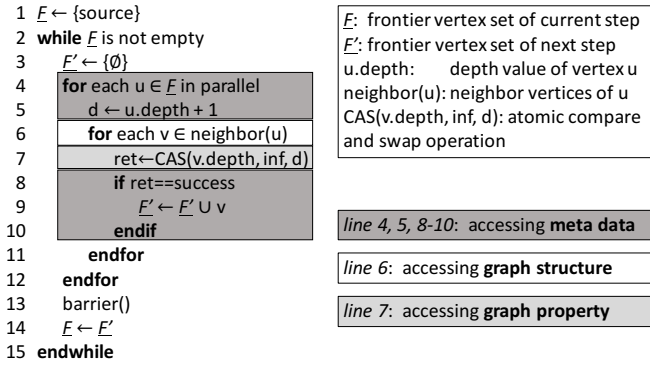 1 F ← {source}
2 while F is not empty
3 F' ← {Ø}
4 for each u ∈ F in parallel
5 d ← u.depth + 1
6 for each v ∈ neighbor(u)
7 ret←CAS(v.depth, inf, d)
8 if ret==success
9 F' ← F' ∪ v
10 endif
11 endfor
12 endfor
13 barrier()
14 F ← F'
15 endwhile
F: frontier vertex set of current step
F': frontier vertex set of next step
u.depth: depth value of vertex u
neighbor(u): neighbor vertices of u
CAS(v.depth, inf, d): atomic compare
and swap operation
line 4, 5, 8-10: accessing meta data
line 6: accessing graph structure
line 7: accessing graph property